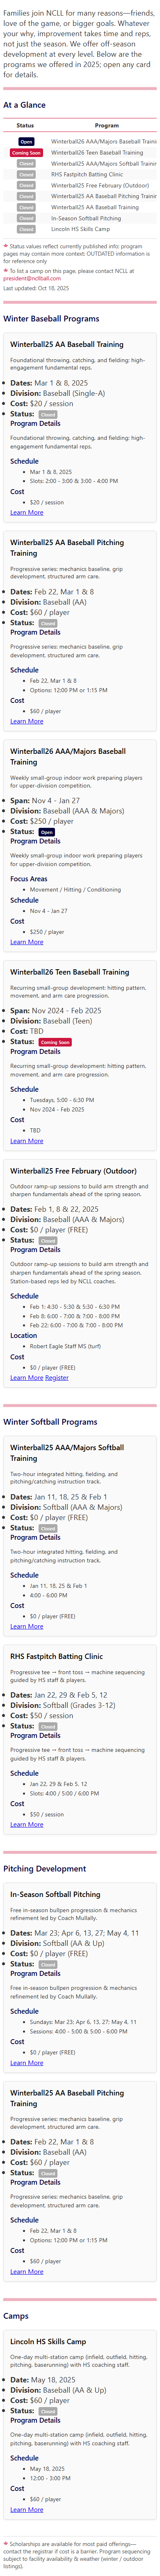 Families join NCLL for many reasons—friends,
love of the game, or bigger goals. Whatever
your why, improvement takes time and reps,
not just the season. We offer off-season
development at every level. Below are the
programs we offered in 2025; open any card
for details.
At a Glance
Status Program
Open Winterball26 AAA/Majors Baseball Traini
Coming Soon Winterball26 Teen Baseball Training
Closed Winterball25 AAA/Majors Softball Trainin
Closed RHS Fastpitch Batting Clinic
Closed Winterball25 Free February (Outdoor)
Closed Winterball25 AA Baseball Pitching Trainin
Closed Winterball25 AA Baseball Training
Closed In-Season Softball Pitching
Closed Lincoln HS Skills Camp
Status values reflect currently published info; program
pages may contain more context: OUTDATED information is
for reference only
To list a camp on this page, please contact NCLL at
president@nclltball.com
Last updated: Oct 18, 2025
Winter Baseball Programs
Winterball25 AA Baseball Training
Foundational throwing, catching, and fielding; high-
engagement fundamental reps.
Dates: Mar 1 & 8, 2025
Division: Baseball (Single-A)
Cost: $20 / session
Status: Closed
Program Details
Foundational throwing, catching, and fielding; high-
engagement fundamental reps.
Schedule
Mar 1 & 8, 2025
Slots: 2:00 - 3:00 & 3:00 - 4:00 PM
Cost
$20 / session
Learn More
Winterball25 AA Baseball Pitching
Training
Progressive series: mechanics baseline, grip
development, structured arm care.
Dates: Feb 22, Mar 1 & 8
Division: Baseball (AA)
Cost: $60 / player
Status: Closed
Program Details
Progressive series: mechanics baseline, grip
development, structured arm care.
Schedule
Feb 22, Mar 1 & 8
Options: 12:00 PM or 1:15 PM
Cost
$60 / player
Learn More
Winterball26 AAA/Majors Baseball
Training
Weekly small-group indoor work preparing players
for upper-division competition.
Span: Nov 4 - Jan 27
Division: Baseball (AAA & Majors)
Cost: $250 / player
Status: Open
Program Details
Weekly small-group indoor work preparing players
for upper-division competition.
Focus Areas
Movement / Hitting / Conditioning
Schedule
Nov 4 - Jan 27
Cost
$250 / player
Learn More
Winterball26 Teen Baseball Training
Recurring small-group development: hitting pattern,
movement, and arm care progression.
Span: Nov 2024 - Feb 2025
Division: Baseball (Teen)
Cost: TBD
Status: Coming Soon
Program Details
Recurring small-group development: hitting pattern,
movement, and arm care progression.
Schedule
Tuesdays, 5:00 - 6:30 PM
Nov 2024 - Feb 2025
Cost
TBD
Learn More
Winterball25 Free February (Outdoor)
Outdoor ramp-up sessions to build arm strength and
sharpen fundamentals ahead of the spring season.
Dates: Feb 1, 8 & 22, 2025
Division: Baseball (AAA & Majors)
Cost: $0 / player (FREE)
Status: Closed
Program Details
Outdoor ramp-up sessions to build arm strength and
sharpen fundamentals ahead of the spring season.
Station-based reps led by NCLL coaches.
Schedule
Feb 1: 4:30 - 5:30 & 5:30 - 6:30 PM
Feb 8: 6:00 - 7:00 & 7:00 - 8:00 PM
Feb 22: 6:00 - 7:00 & 7:00 - 8:00 PM
Location
Robert Eagle Staff MS (turf)
Cost
$0 / player (FREE)
Learn More Register
Winter Softball Programs
Winterball25 AAA/Majors Softball
Training
Two-hour integrated hitting, fielding, and
pitching/catching instruction track.
Dates: Jan 11, 18, 25 & Feb 1
Division: Softball (AAA & Majors)
Cost: $0 / player (FREE)
Status: Closed
Program Details
Two-hour integrated hitting, fielding, and
pitching/catching instruction track.
Schedule
Jan 11, 18, 25 & Feb 1
4:00 - 6:00 PM
Cost
$0 / player (FREE)
Learn More
RHS Fastpitch Batting Clinic
Progressive tee → front toss → machine sequencing
guided by HS staff & players.
Dates: Jan 22, 29 & Feb 5, 12
Division: Softball (Grades 3-12)
Cost: $50 / session
Status: Closed
Program Details
Progressive tee → front toss → machine sequencing
guided by HS staff & players.
Schedule
Jan 22, 29 & Feb 5, 12
Slots: 4:00 / 5:00 / 6:00 PM
Cost
$50 / session
Learn More
Pitching Development
In-Season Softball Pitching
Free in-season bullpen progression & mechanics
refinement led by Coach Mullally.
Dates: Mar 23; Apr 6, 13, 27; May 4, 11
Division: Softball (AA & Up)
Cost: $0 / player (FREE)
Status: Closed
Program Details
Free in-season bullpen progression & mechanics
refinement led by Coach Mullally.
Schedule
Sundays: Mar 23; Apr 6, 13, 27; May 4, 11
Sessions: 4:00 - 5:00 & 5:00 - 6:00 PM
Cost
$0 / player (FREE)
Learn More
Winterball25 AA Baseball Pitching
Training
Progressive series: mechanics baseline, grip
development, structured arm care.
Dates: Feb 22, Mar 1 & 8
Division: Baseball (AA)
Cost: $60 / player
Status: Closed
Program Details
Progressive series: mechanics baseline, grip
development, structured arm care.
Schedule
Feb 22, Mar 1 & 8
Options: 12:00 PM or 1:15 PM
Cost
$60 / player
Learn More
Camps
Lincoln HS Skills Camp
One-day multi-station camp (infield, outfield, hitting,
pitching, baserunning) with HS coaching staff.
Date: May 18, 2025
Division: Baseball (AA & Up)
Cost: $60 / player
Status: Closed
Program Details
One-day multi-station camp (infield, outfield, hitting,
pitching, baserunning) with HS coaching staff.
Schedule
May 18, 2025
12:00 - 3:00 PM
Cost
$60 / player
Learn More
Scholarships are available for most paid offerings—
contact the registrar if cost is a barrier. Program sequencing
subject to facility availability & weather (winter / outdoor
listings).